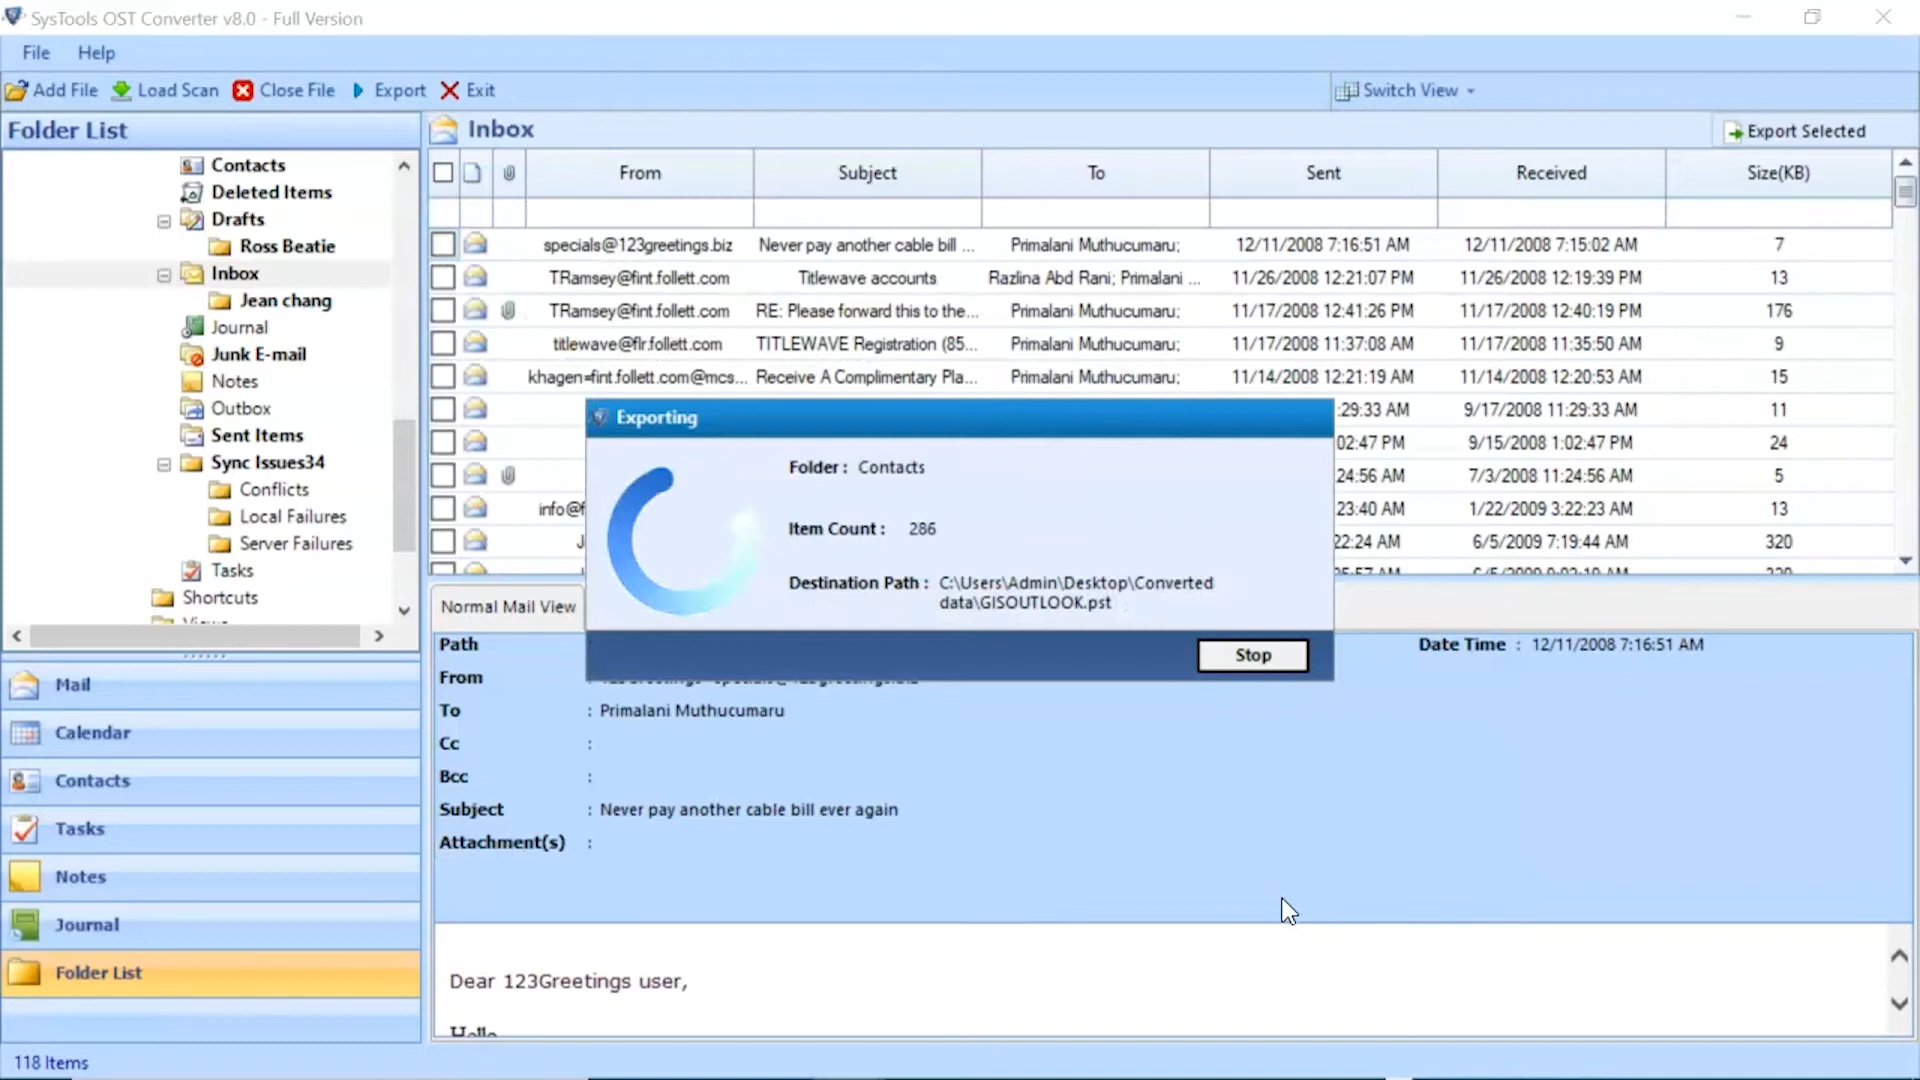 SysTools OST Converter v8.0 - Full Version
File Help
Add File Load Scan Close File Export Exit Switch View
Folder List
Inbox Export Selected
Contacts
Deleted Items
Drafts
Ross Beatie
Inbox
Jean chang
Journal
Junk E-mail
Notes
Outbox
Sent Items
Sync Issues34
Conflicts
Local Failures
Server Failures
Tasks
Shortcuts
From Subject To Sent Received Size(KB)
specials@123greetings.biz Never pay another cable bill ... Primalani Muthucumaru; 12/11/2008 7:16:51 AM 12/11/2008 7:15:02 AM 7
TRamsey@fint.follett.com Titlewave accounts Razlina Abd Rani; Primalani ... 11/26/2008 12:21:07 PM 11/26/2008 12:19:39 PM 13
TRamsey@fint.follett.com RE: Please forward this to the... Primalani Muthucumaru; 11/17/2008 12:41:26 PM 11/17/2008 12:40:19 PM 176
titlewave@flr.follett.com TITLEWAVE Registration (85... Primalani Muthucumaru; 11/17/2008 11:37:08 AM 11/17/2008 11:35:50 AM 9
khagen=fint.follett.com@mcs... Receive A Complimentary Pla... Primalani Muthucumaru; 11/14/2008 12:21:19 AM 11/14/2008 12:20:53 AM 15
:29:33 AM 9/17/2008 11:29:33 AM 11
02:47 PM 9/15/2008 1:02:47 PM 24
24:56 AM 7/3/2008 11:24:56 AM 5
info@f 23:40 AM 1/22/2009 3:22:23 AM 13
22:24 AM 6/5/2009 7:19:44 AM 320
Exporting
Folder : Contacts
Item Count : 286
Destination Path : C:\Users\Admin\Desktop\Converted
data\GISOUTLOOK.pst
Stop
Normal Mail View
Path Date Time : 12/11/2008 7:16:51 AM
From :
To : Primalani Muthucumaru
Cc :
Bcc :
Subject : Never pay another cable bill ever again
Attachment(s) :
Dear 123Greetings user,
Hello
Mail
Calendar
Contacts
Tasks
Notes
Journal
Folder List
118 Items